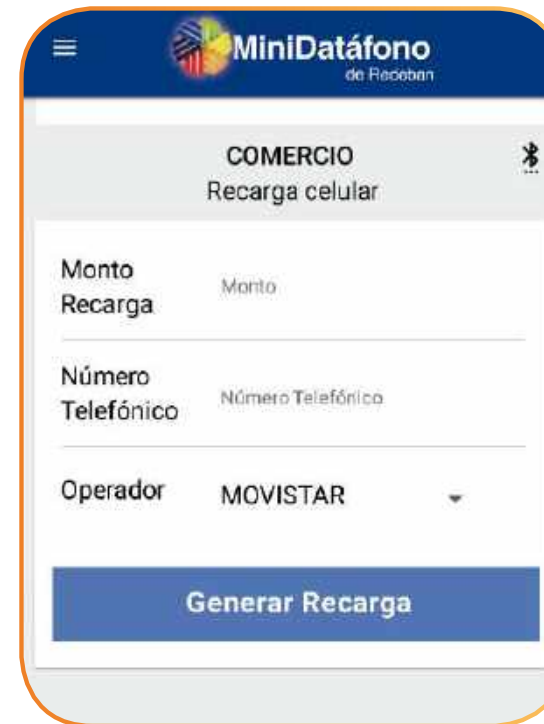 MiniDatáfono
de Redeban
COMERCIO
Recarga celular
Monto
Recarga
Monto
Número
Telefónico
Número Telefónico
Operador
MOVISTAR
Generar Recarga